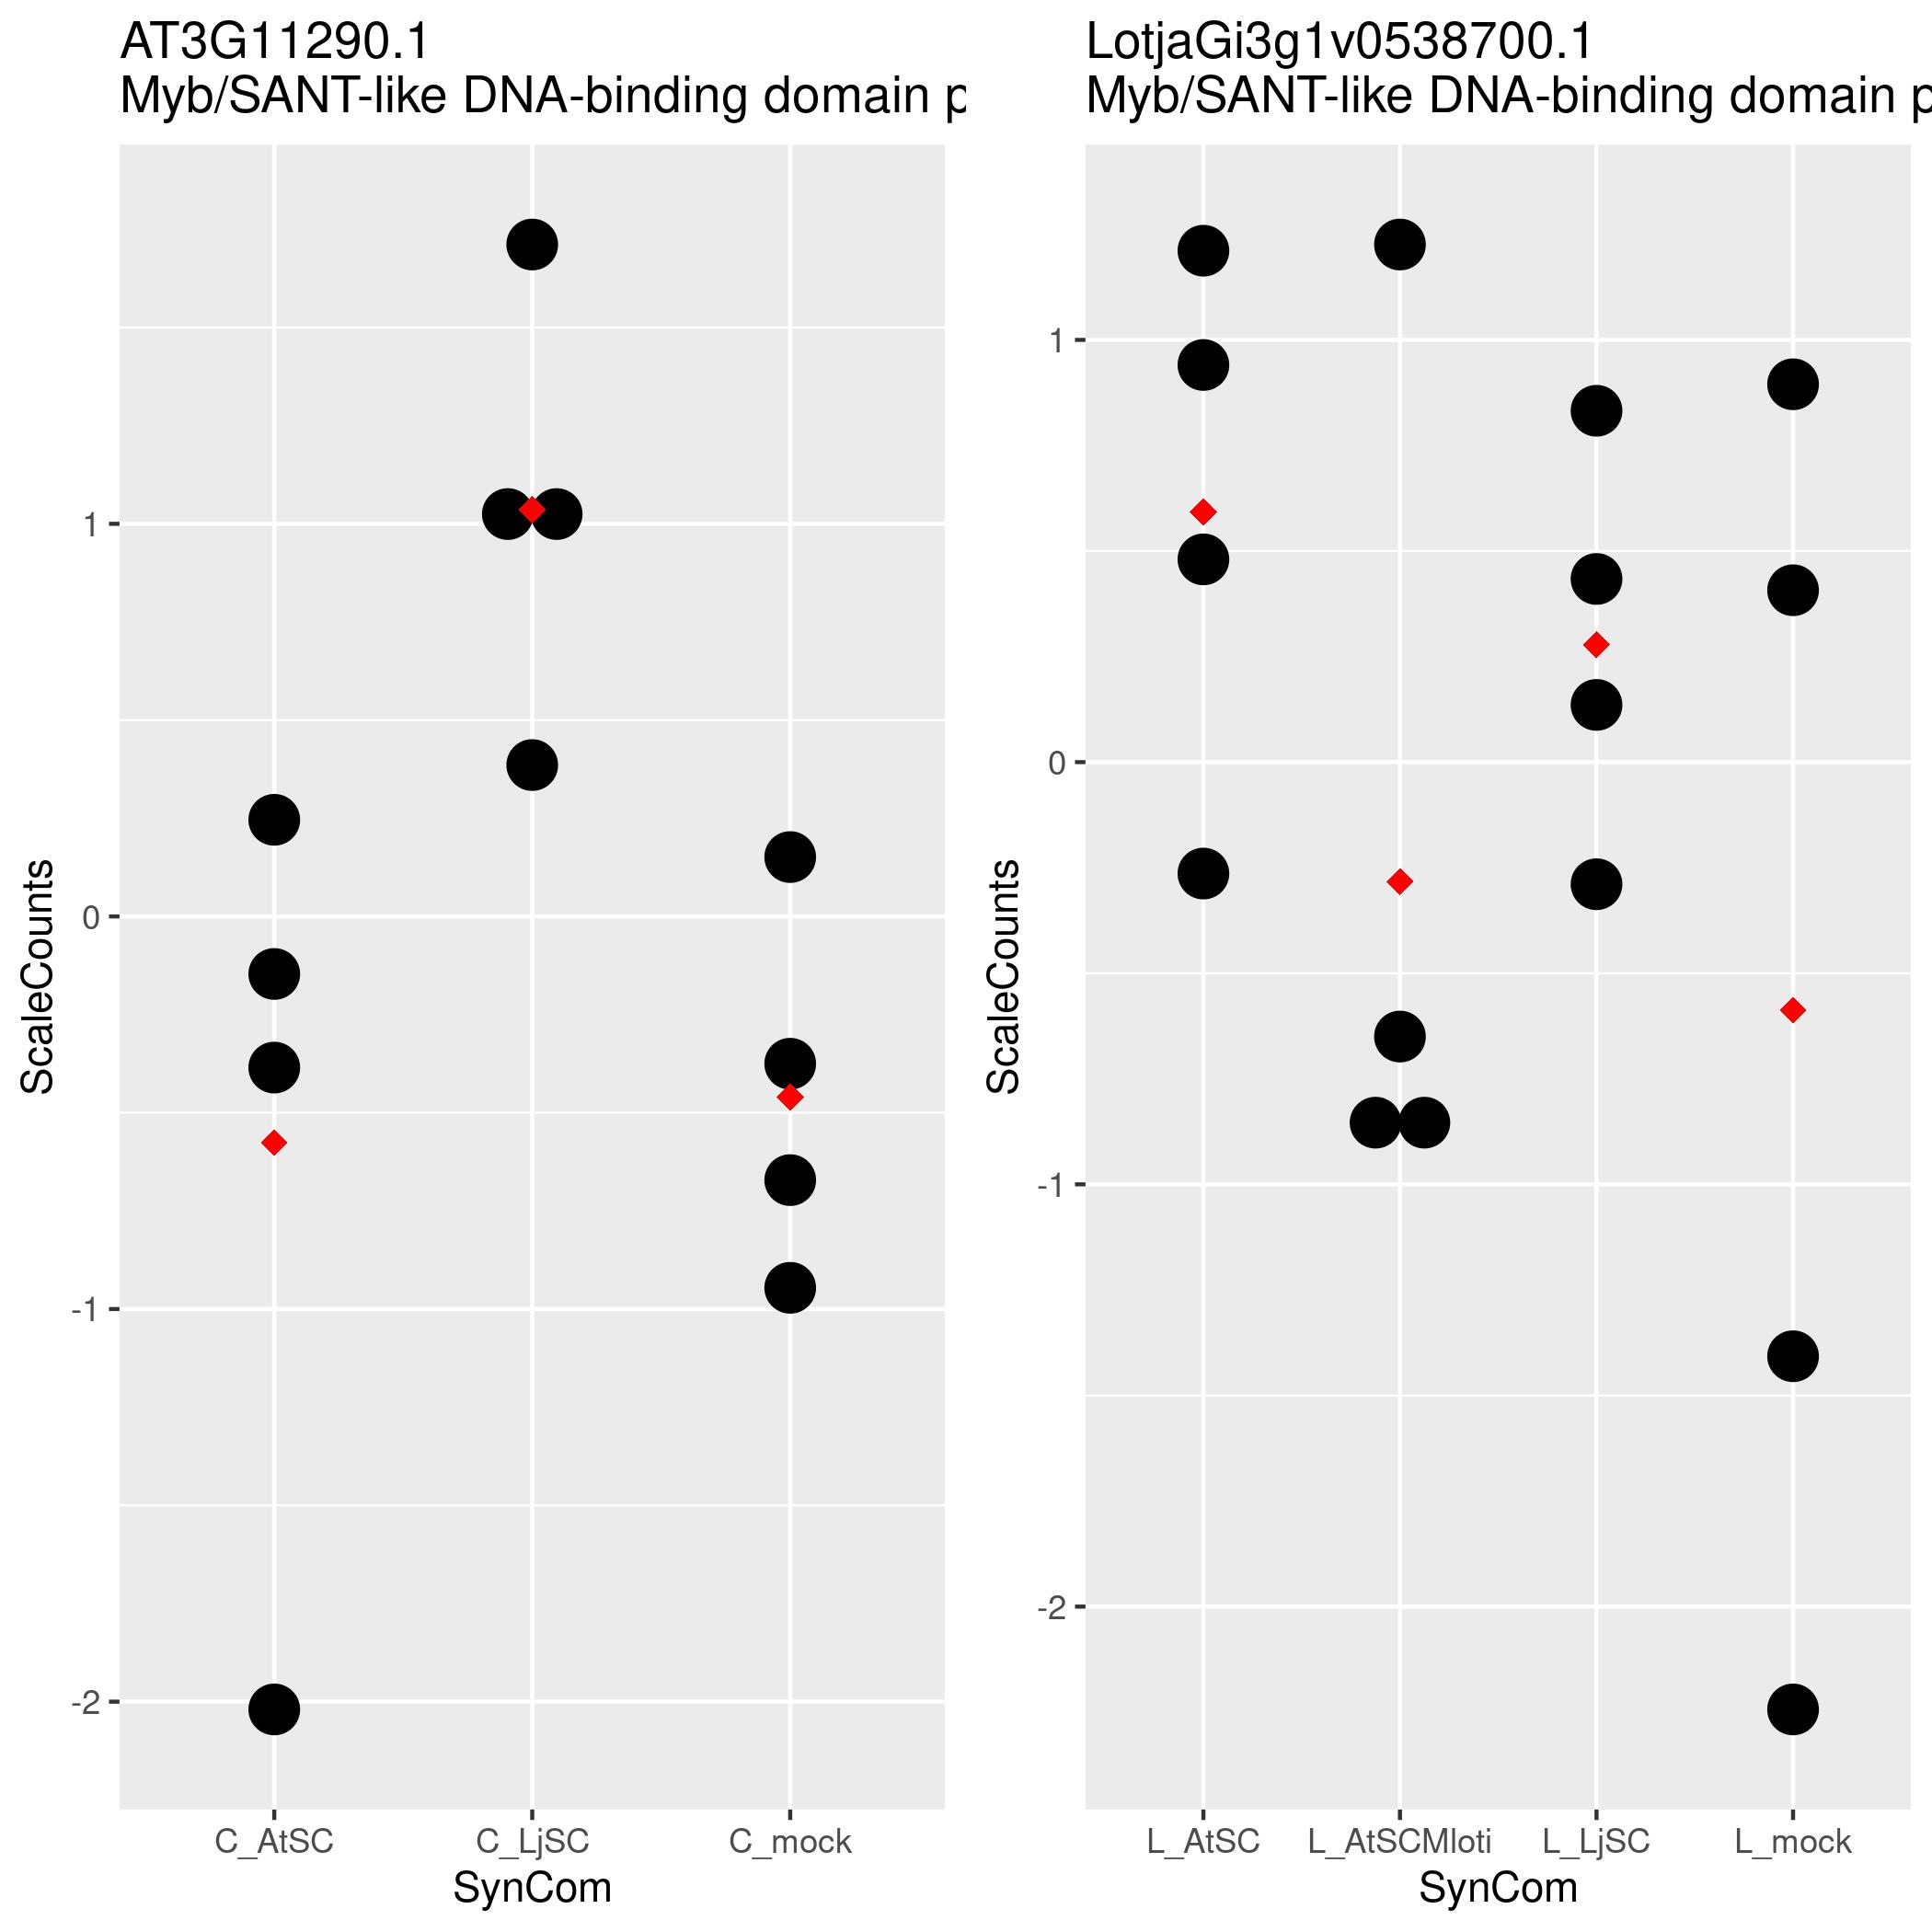 AT3G11290.1
Myb/SANT-like DNA-binding domain p
ScaleCounts
1
0
-1
-2
C_AtSC C_LjSC C_mock
SynCom
LotjaGi3g1v0538700.1
Myb/SANT-like DNA-binding domain p
ScaleCounts
1
0
-1
-2
L_AtSC L_AtSCMloti L_LjSC L_mock
SynCom